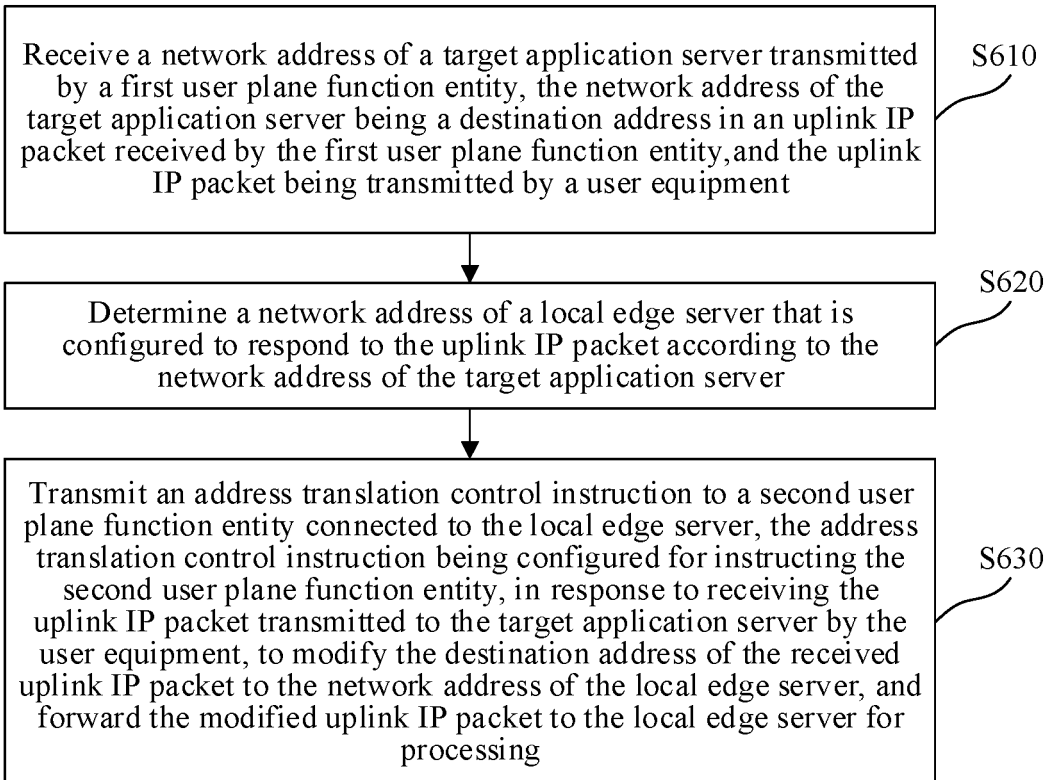 Receive a network address of a target application server transmitted
by a first user plane function entity, the network address of the
target application server being a destination address in an uplink IP
packet received by the first user plane function entity,and the uplink
IP packet being transmitted by a user equipment
S610
Determine a network address of a local edge server that is
configured to respond to the uplink IP packet according to the
network address of the target application server
S620
Transmit an address translation control instruction to a second user
plane function entity connected to the local edge server, the address
translation control instruction being configured for instructing the
second user plane function entity, in response to receiving the
uplink IP packet transmitted to the target application server by the
user equipment, to modify the destination address of the received
uplink IP packet to the network address of the local edge server, and
forward the modified uplink IP packet to the local edge server for
processing
S630